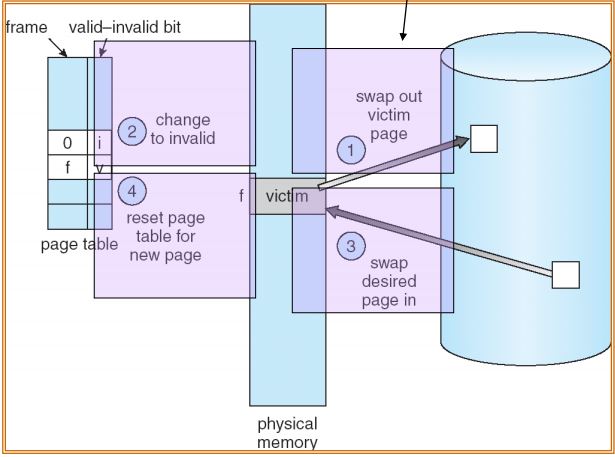 frame
valid–invalid bit
0 i
f v
page table
2
change
to invalid
4
reset page
table for
new page
f
victim
swap out
victim
page
1
3
swap
desired
page in
physical
memory